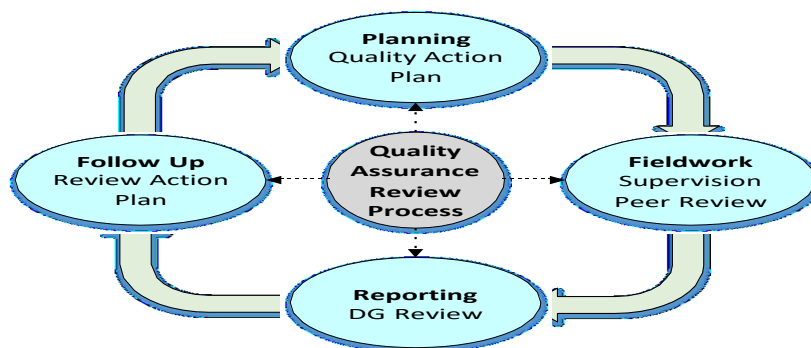 Planning
Quality Action
Plan
Follow Up
Review Action
Plan
Quality
Assurance
Review
Process
Fieldwork
Supervision
Peer Review
Reporting
DG Review